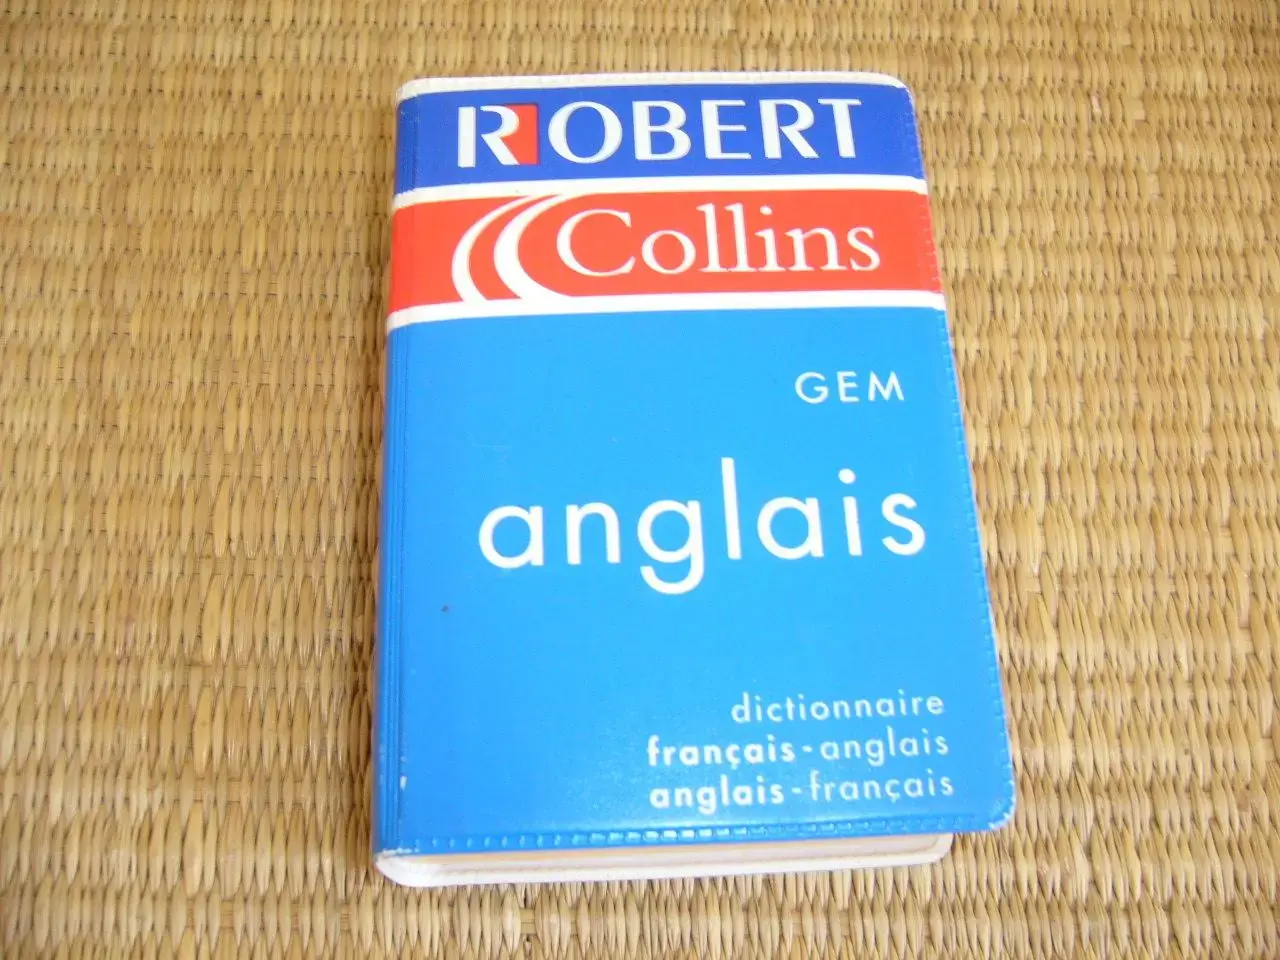 ROBERT
Collins
GEM
anglais
dictionnaire
français-anglais
anglais-français